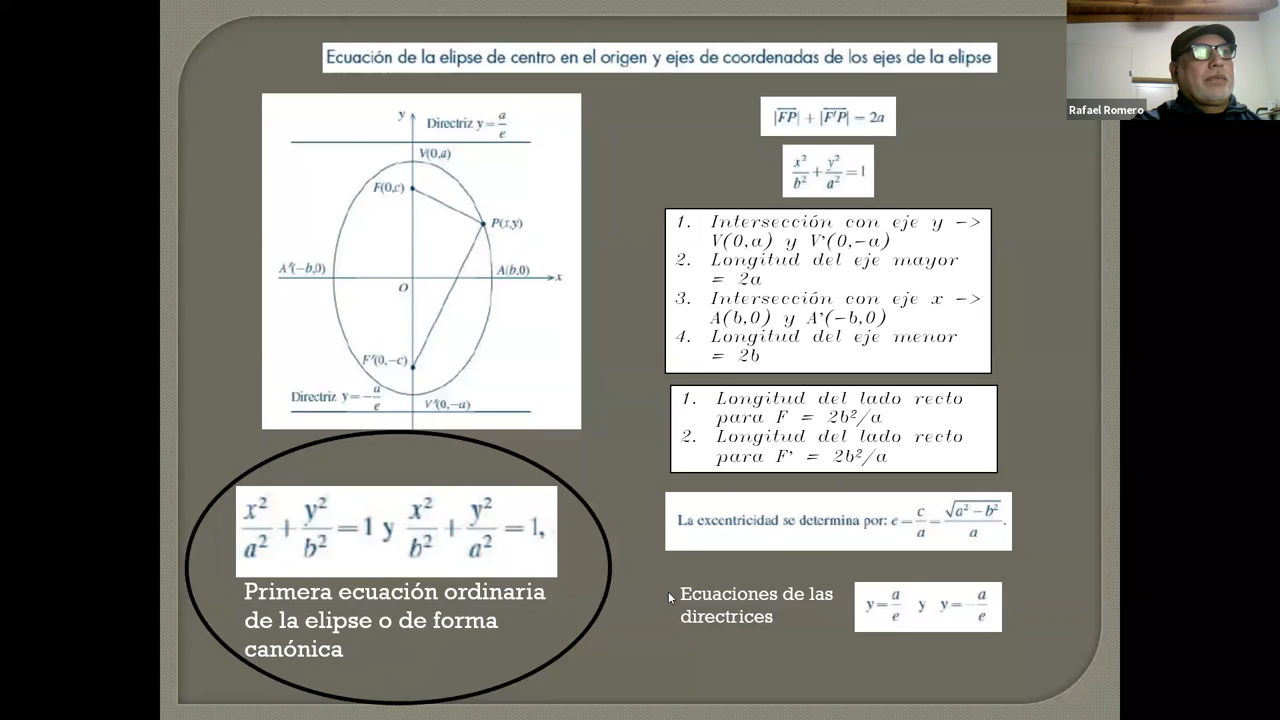 Ecuación de la elipse de centro en el origen y ejes de coordenadas de los ejes de la elipse
Rafael Romero
y
Directriz y = a/e
V(0,a)
F(0,c)
P(x,y)
A'(-b,0)
A(b,0)
x
O
F'(0,-c)
Directriz y = -a/e
V'(0,-a)
|FP| + |F'P| = 2a
x²/b² + y²/a² = 1
1. Intersección con eje y ->
V(0,a) y V'(0,-a)
2. Longitud del eje mayor
= 2a
3. Intersección con eje x ->
A(b,0) y A'(-b,0)
4. Longitud del eje menor
= 2b
1. Longitud del lado recto
para F = 2b²/a
2. Longitud del lado recto
para F' = 2b²/a
x²/a² + y²/b² = 1 y x²/b² + y²/a² = 1,
Primera ecuación ordinaria
de la elipse o de forma
canónica
La excentricidad se determina por: e = c/a = √(a² - b²)/a.
Ecuaciones de las
directrices
y = a/e y y = -a/e